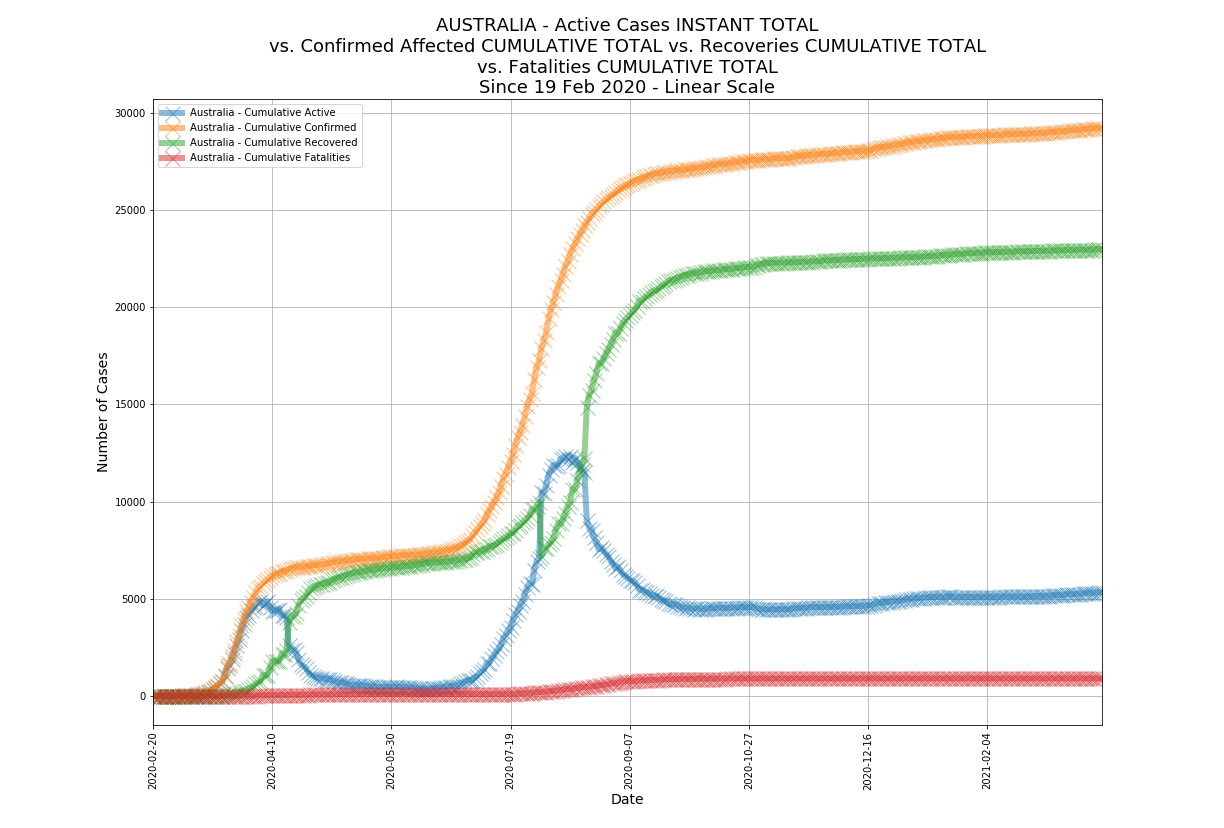 AUSTRALIA - Active Cases INSTANT TOTAL
vs. Confirmed Affected CUMULATIVE TOTAL vs. Recoveries CUMULATIVE TOTAL
vs. Fatalities CUMULATIVE TOTAL
Since 19 Feb 2020 - Linear Scale
Australia - Cumulative Active
Australia - Cumulative Confirmed
Australia - Cumulative Recovered
Australia - Cumulative Fatalities
Number of Cases
30000
25000
20000
15000
10000
5000
0
2020-02-20
2020-04-10
2020-05-30
2020-07-19
2020-09-07
2020-10-27
2020-12-16
2021-02-04
Date